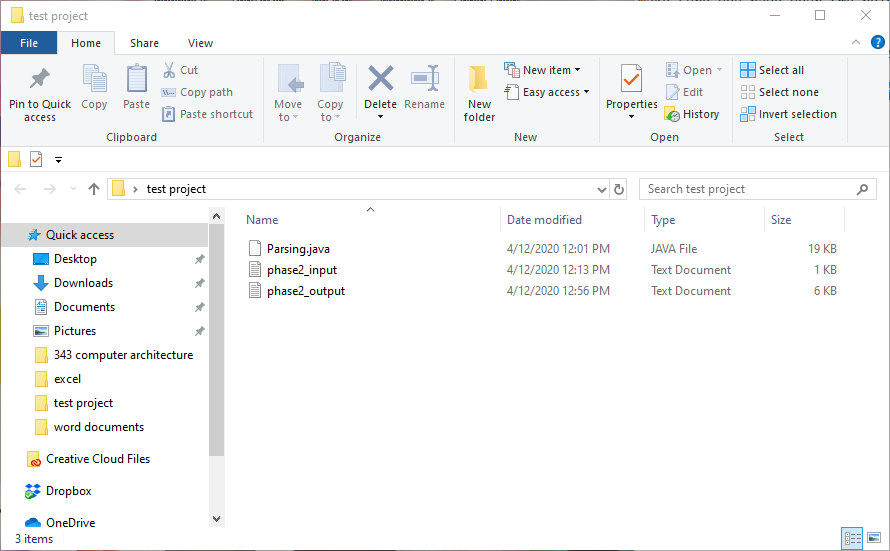 test project
File Home Share View
Pin to Quick access
Copy
Paste
Cut
Copy path
Paste shortcut
Clipboard
Move to
Copy to
Delete
Rename
Organize
New folder
New item
Easy access
New
Properties
Open
Edit
History
Open
Select all
Select none
Invert selection
Select
test project
Search test project
Name Date modified Type Size
Parsing.java 4/12/2020 12:01 PM JAVA File 19 KB
phase2_input 4/12/2020 12:13 PM Text Document 1 KB
phase2_output 4/12/2020 12:56 PM Text Document 6 KB
Quick access
Desktop
Downloads
Documents
Pictures
343 computer architecture
excel
test project
word documents
Creative Cloud Files
Dropbox
OneDrive
3 items